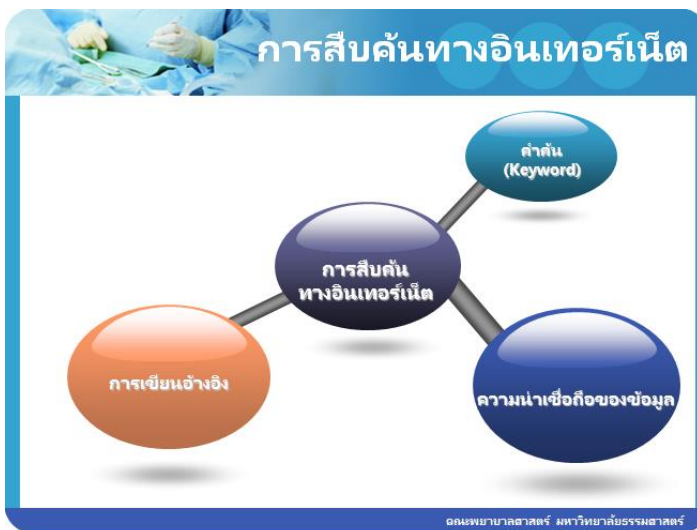 การสืบค้นทางอินเทอร์เน็ต
คำค้น
(Keyword)
การสืบค้น
ทางอินเทอร์เน็ต
การเขียนอ้างอิง
ความน่าเชื่อถือของข้อมูล
คณะพยาบาลศาสตร์ มหาวิทยาลัยธรรมศาสตร์